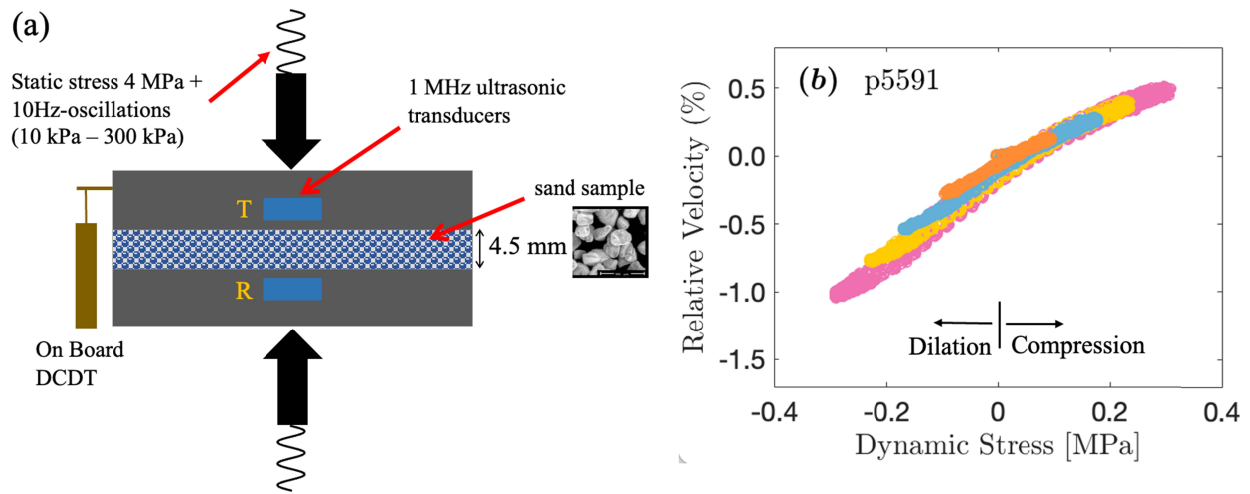 (a)
Static stress 4 MPa +
10Hz-oscillations
(10 kPa – 300 kPa)
1 MHz ultrasonic
transducers
sand sample
T
4.5 mm
R
On Board
DCDT
(b) p5591
Relative Velocity (%)
0.5
0.0
-0.5
-1.0
-1.5
Dilation
Compression
-0.4
-0.2
0
0.2
0.4
Dynamic Stress [MPa]